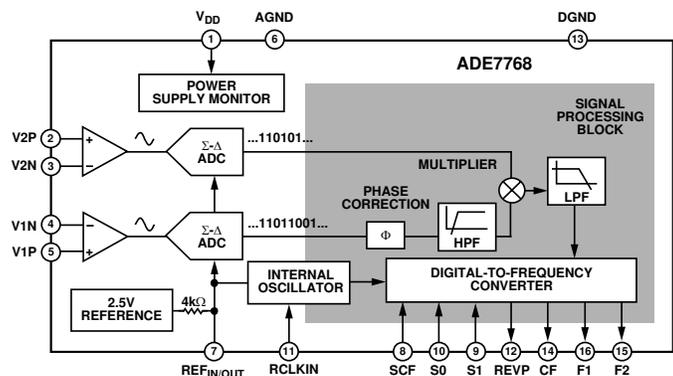 V_DD AGND DGND
1 6 13
ADE7768
POWER
SUPPLY MONITOR
SIGNAL
PROCESSING
BLOCK
V2P 2 +
V2N 3 –
Σ-Δ
ADC
...110101...
MULTIPLIER
LPF
PHASE
CORRECTION
V1N 4 –
V1P 5 +
Σ-Δ
ADC
...11011001...
Φ
HPF
INTERNAL
OSCILLATOR
DIGITAL-TO-FREQUENCY
CONVERTER
2.5V
REFERENCE
4kΩ
7 11 8 10 9 12 14 16 15
REF_IN/OUT RCLKIN SCF S0 S1 REVP CF F1 F2